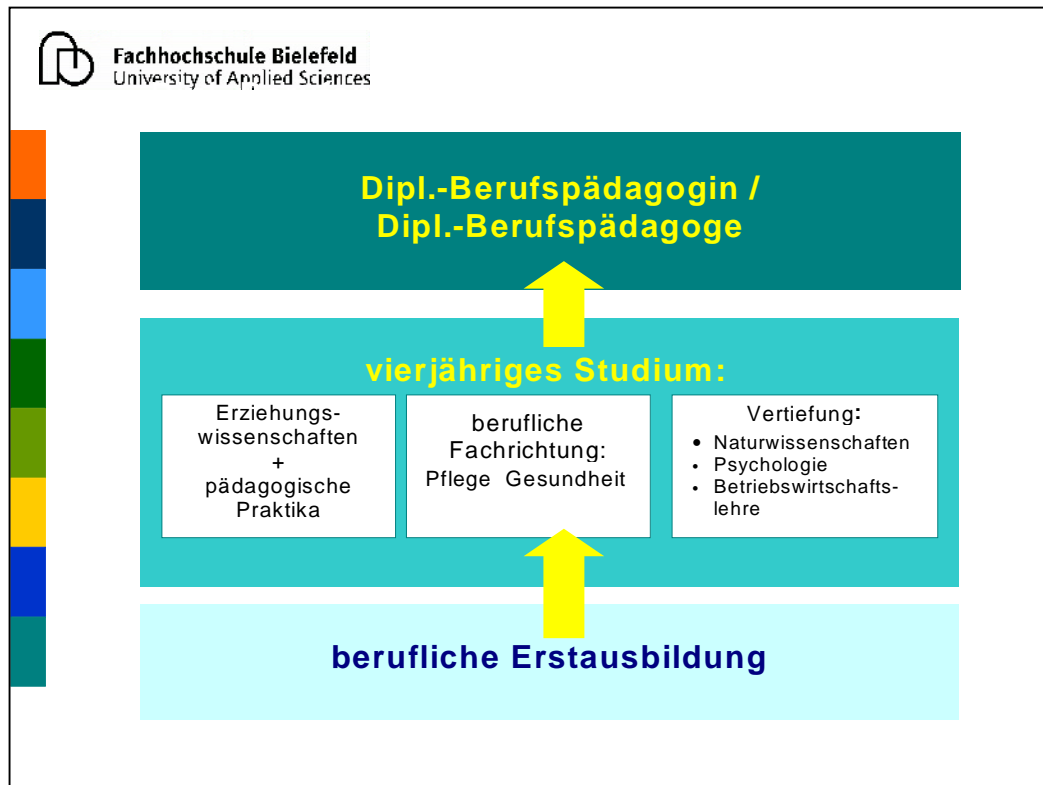 Fachhochschule Bielefeld
University of Applied Sciences
Dipl.-Berufspädagogin /
Dipl.-Berufspädagoge
vierjähriges Studium:
Erziehungs-
wissenschaften
+
pädagogische
Praktika
berufliche
Fachrichtung:
Pflege Gesundheit
Vertiefung:
• Naturwissenschaften
• Psychologie
• Betriebswirtschafts-
lehre
berufliche Erstausbildung